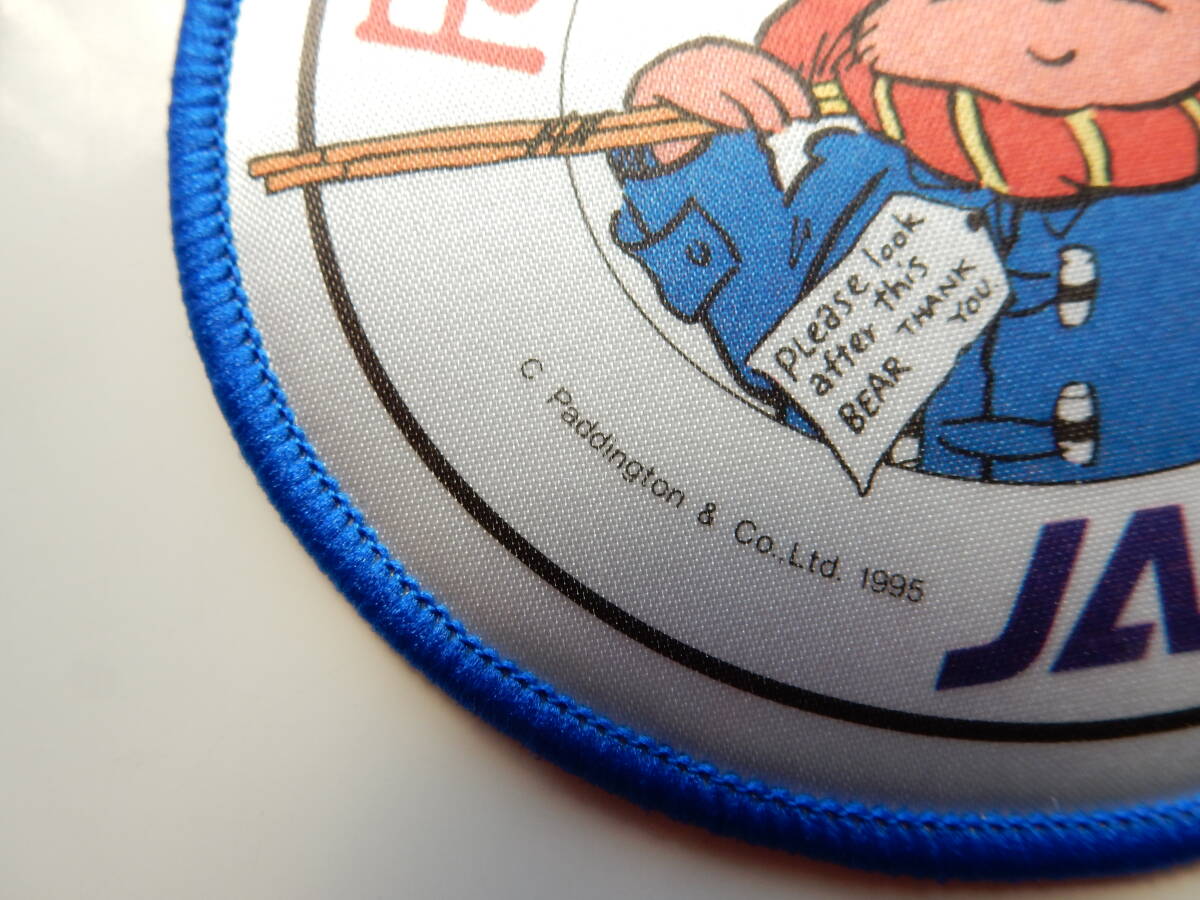 Please look
after this
BEAR THANK
YOU
C Paddington & Co.,Ltd. 1995
JA